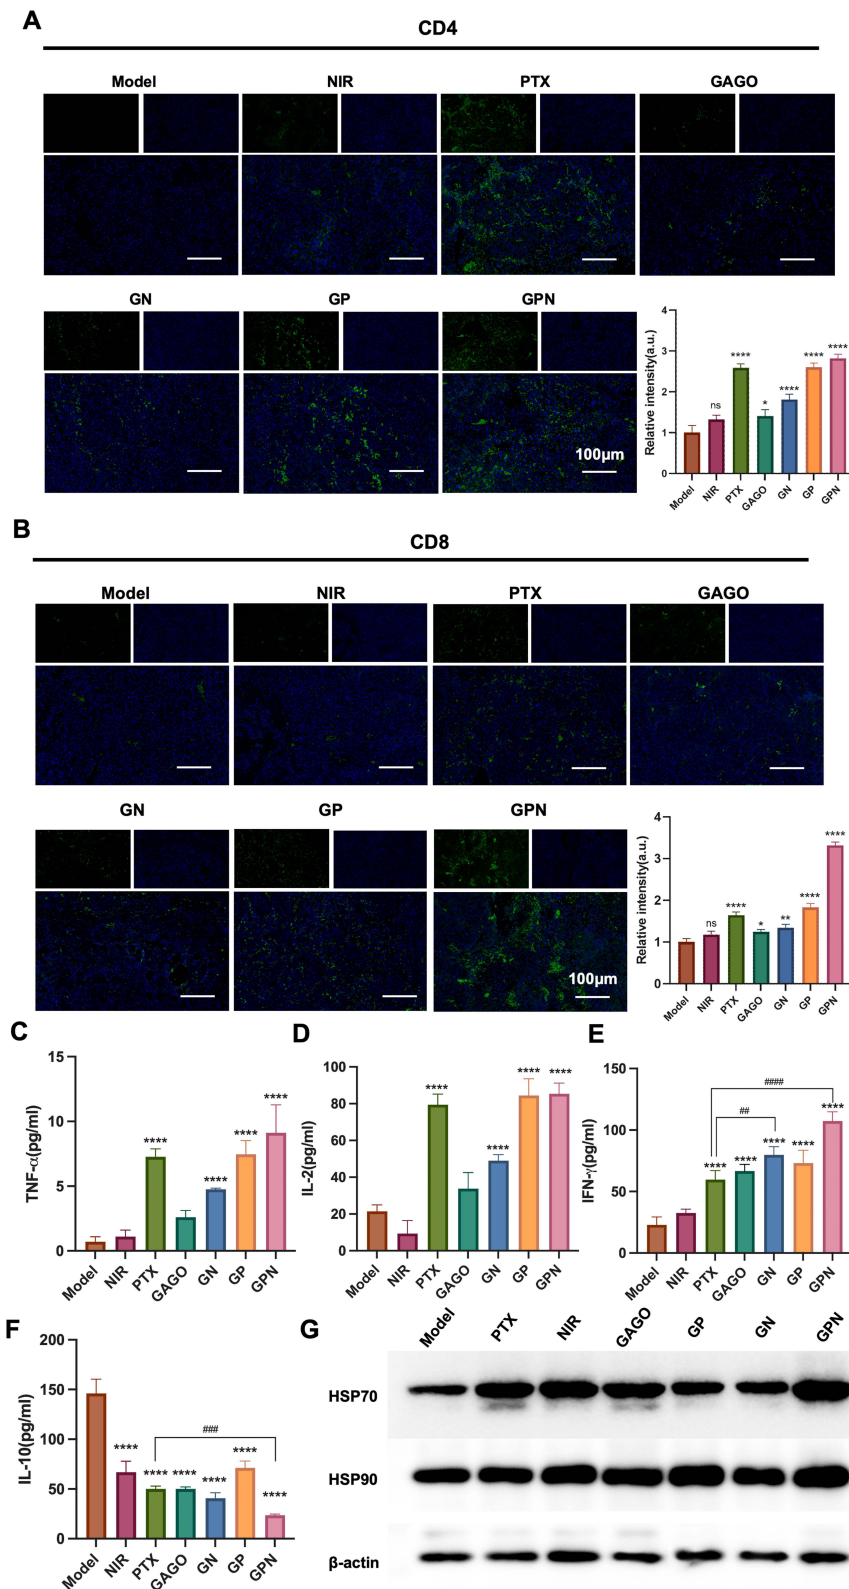 A
CD4
Model NIR PTX GAGO
GN GP GPN
100μm
Relative intensity(a.u.)
4
3
2
1
0
ns
****
*
****
****
****
Model NIR PTX GAGO GN GP GPN
B
CD8
Model NIR PTX GAGO
GN GP GPN
100μm
Relative intensity(a.u.)
4
3
2
1
0
ns
****
*
**
****
****
Model NIR PTX GAGO GN GP GPN
C
TNF-α(pg/ml)
15
10
5
0
****
****
****
****
Model NIR PTX GAGO GN GP GPN
D
IL-2(pg/ml)
100
80
60
40
20
0
****
****
****
****
Model NIR PTX GAGO GN GP GPN
E
IFN-γ(pg/ml)
150
100
50
0
####
##
****
****
****
****
****
Model NIR PTX GAGO GN GP GPN
F
IL-10(pg/ml)
200
150
100
50
0
###
****
****
****
****
****
****
Model NIR PTX GAGO GN GP GPN
G
Model PTX NIR GAGO GP GN GPN
HSP70
HSP90
β-actin